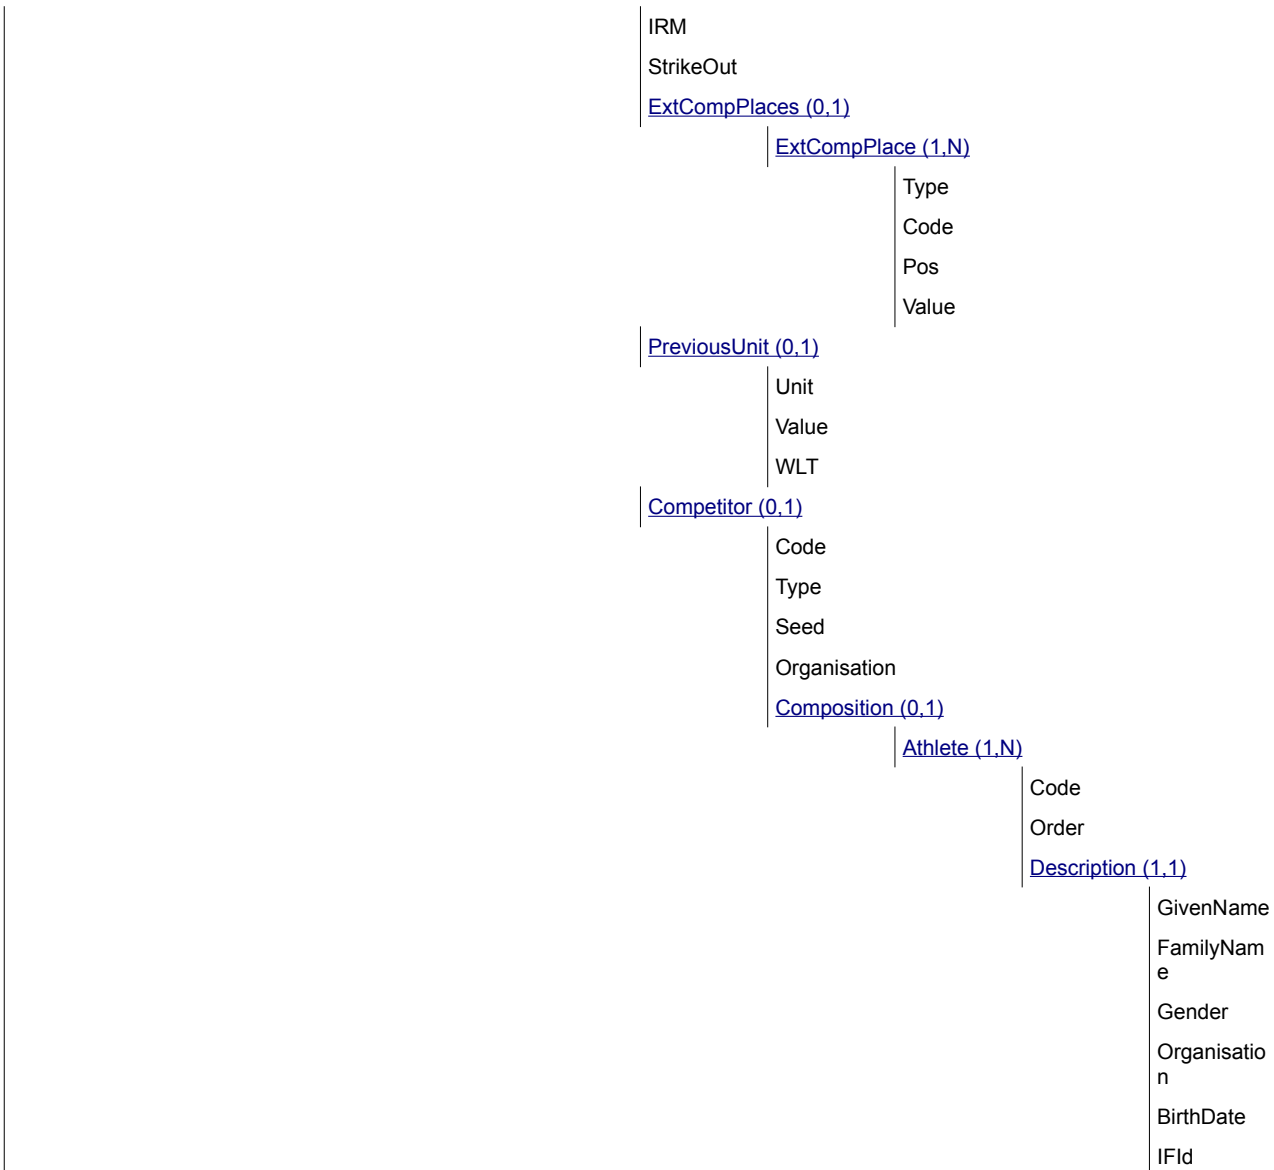 IRM
StrikeOut
ExtCompPlaces (0,1)
ExtCompPlace (1,N)
Type
Code
Pos
Value
PreviousUnit (0,1)
Unit
Value
WLT
Competitor (0,1)
Code
Type
Seed
Organisation
Composition (0,1)
Athlete (1,N)
Code
Order
Description (1,1)
GivenName
FamilyNam
e
Gender
Organisatio
n
BirthDate
IFId